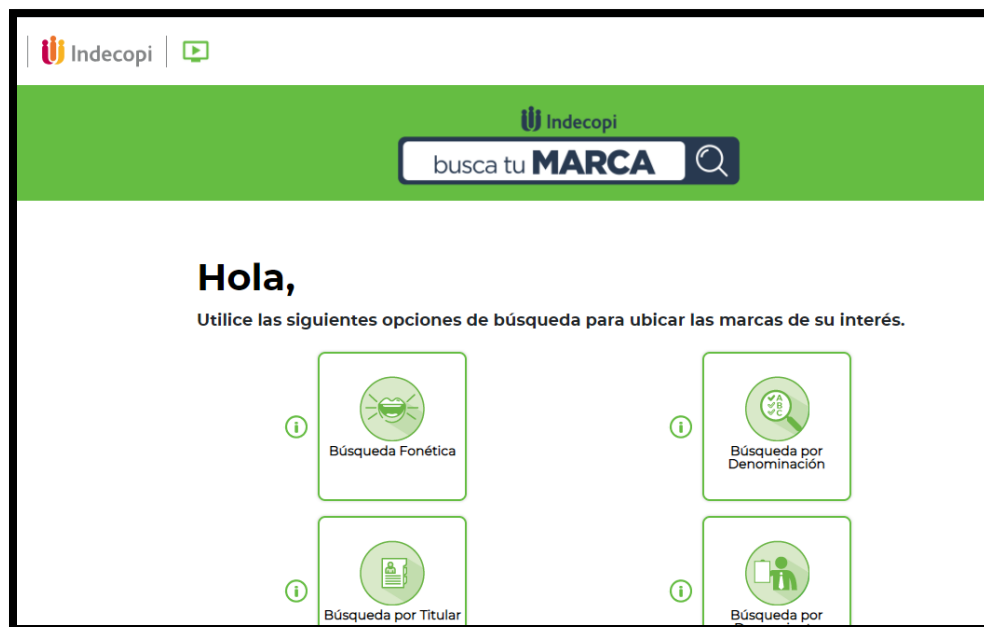 Indecopi
Indecopi
busca tu MARCA
Hola,
Utilice las siguientes opciones de búsqueda para ubicar las marcas de su interés.
Búsqueda Fonética
Búsqueda por
Denominación
Búsqueda por Titular
Búsqueda por